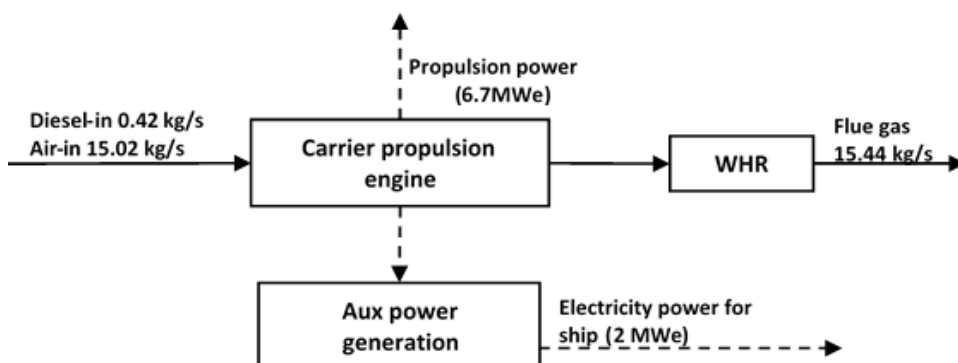 Propulsion power
(6.7MWe)
Diesel-in 0.42 kg/s
Air-in 15.02 kg/s
Carrier propulsion
engine
WHR
Flue gas
15.44 kg/s
Aux power
generation
Electricity power for
ship (2 MWe)